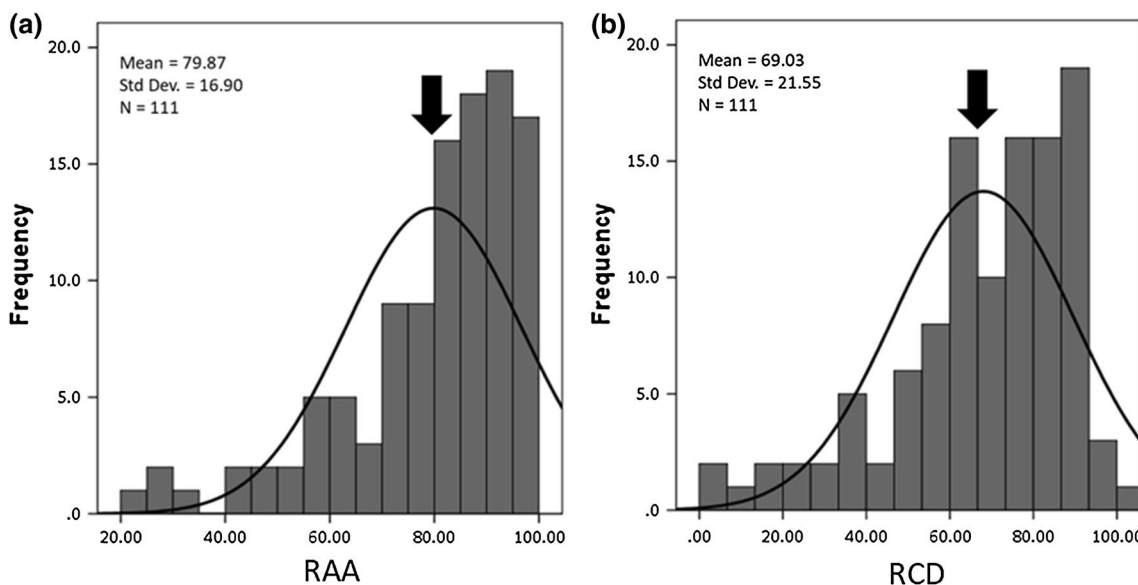 (a)
Mean = 79.87
Std Dev. = 16.90
N = 111
Frequency
20.0
15.0
10.0
5.0
.0
20.00 40.00 60.00 80.00 100.00
RAA
(b)
Mean = 69.03
Std Dev. = 21.55
N = 111
Frequency
20.0
15.0
10.0
5.0
.0
.00 20.00 40.00 60.00 80.00 100.00
RCD